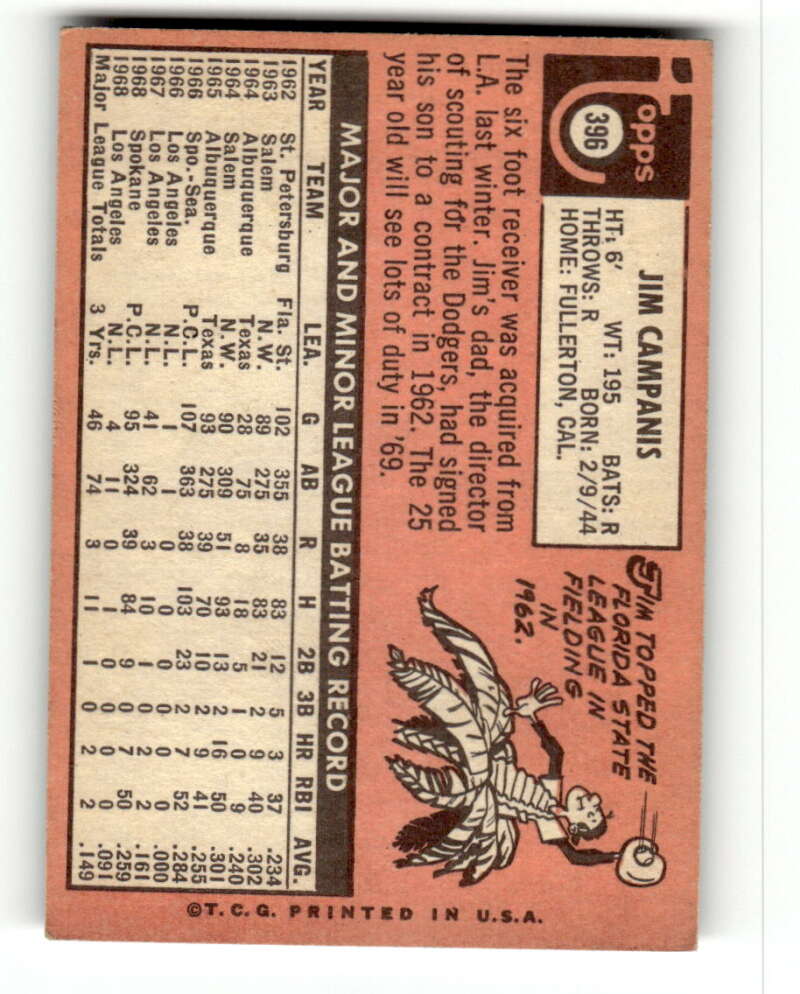 Topps
396
JIM CAMPANIS
HT: 6' WT: 195 BATS: R
THROWS: R BORN: 2/9/44
HOME: FULLERTON, CAL.
The six foot receiver was acquired from
L.A. last winter. Jim's dad, the director
of scouting for the Dodgers, had signed
his son to a contract in 1962. The 25
year old will see lots of duty in '69.
JIM TOPPED THE
FLORIDA STATE
LEAGUE IN
FIELDING
IN
1962.
MAJOR AND MINOR LEAGUE BATTING RECORD
YEAR TEAM LEA. G AB R H 2B 3B HR RBI AVG.
1962 St. Petersburg Fla. St. 102 355 38 83 12 5 3 37 .234
1963 Salem N.W. 89 275 35 83 21 2 9 40 .302
1964 Albuquerque Texas 28 75 8 18 5 1 0 9 .240
1964 Salem N.W. 90 309 51 93 13 2 16 50 .301
1965 Albuquerque Texas 93 275 39 70 10 2 9 41 .255
1966 Spo.-Sea. P.C.L. 107 363 38 103 23 2 7 52 .284
1966 Los Angeles N.L. 1 1 0 0 0 0 0 0 .000
1967 Los Angeles N.L. 41 62 3 10 1 0 2 2 .161
1968 Spokane P.C.L. 95 324 39 84 9 0 7 50 .259
1968 Los Angeles N.L. 4 11 0 1 0 0 0 0 .091
Major League Totals 3 Yrs. 46 74 3 11 1 0 2 2 .149
©T.C.G. PRINTED IN U.S.A.